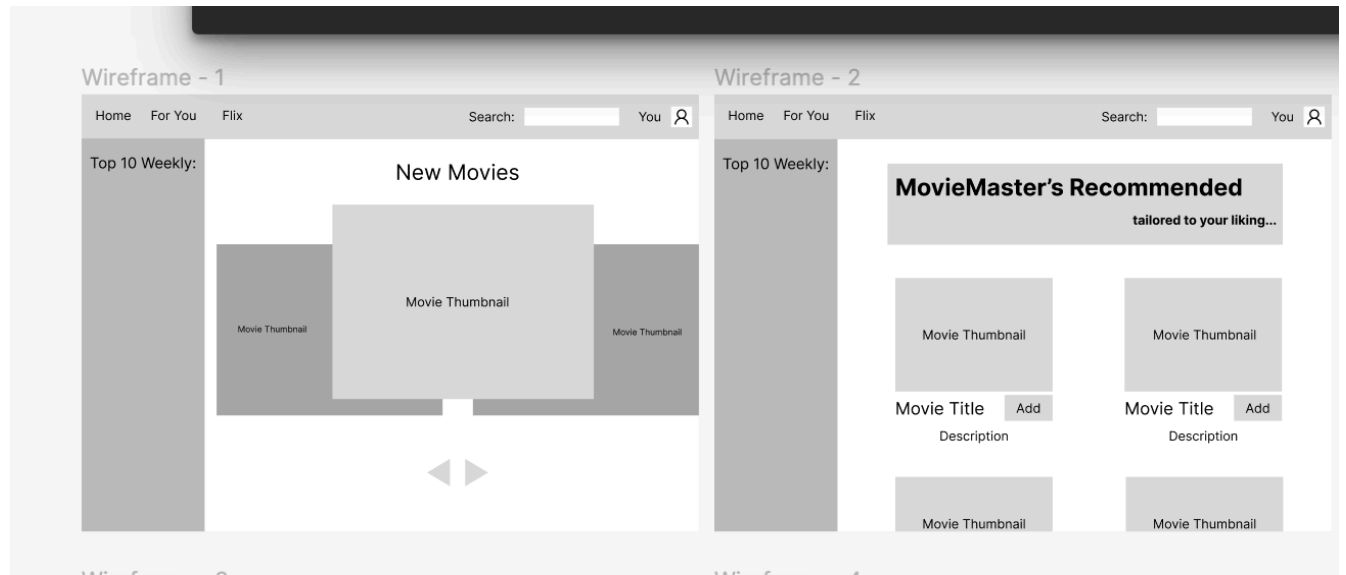 Wireframe - 1
Home For You Flix Search: You
Top 10 Weekly:
New Movies
Movie Thumbnail
Movie Thumbnail
Movie Thumbnail
Wireframe - 2
Home For You Flix Search: You
Top 10 Weekly:
MovieMaster's Recommended
tailored to your liking...
Movie Thumbnail Movie Thumbnail
Movie Title Add Movie Title Add
Description Description
Movie Thumbnail Movie Thumbnail